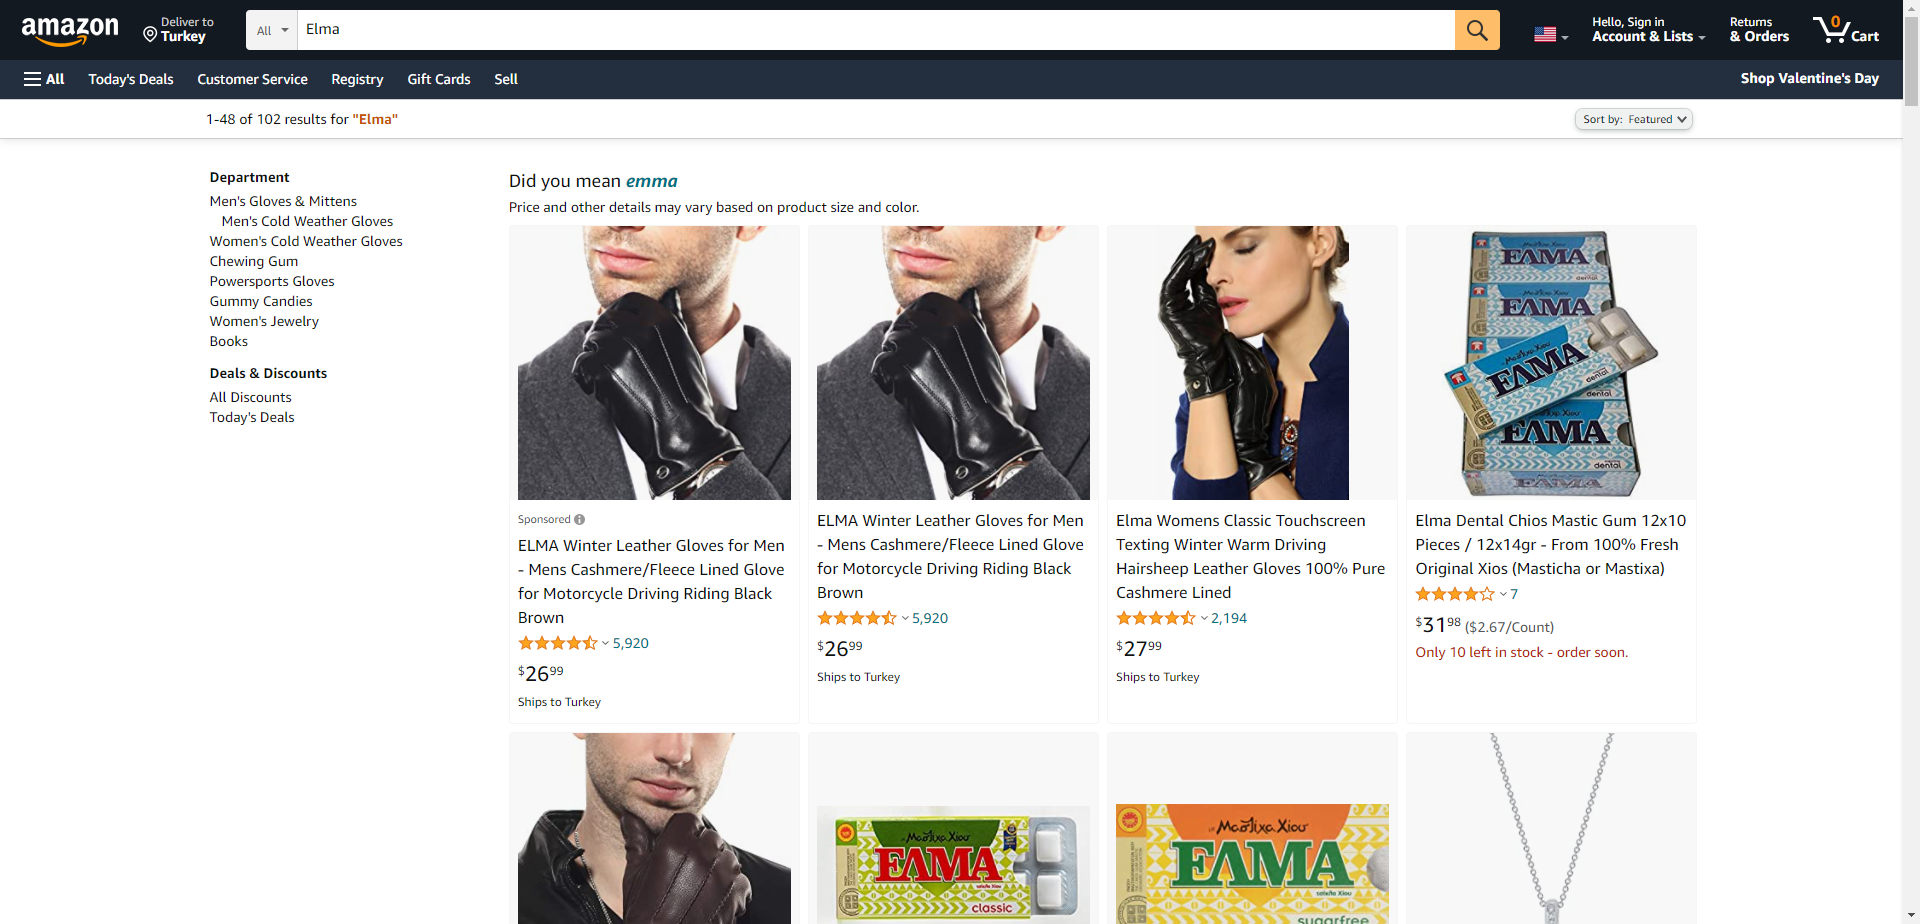 amazon
Deliver to
Turkey
All
Elma
Hello, Sign in
Account & Lists
Returns
& Orders
0
Cart
All
Today's Deals
Customer Service
Registry
Gift Cards
Sell
Shop Valentine's Day
1-48 of 102 results for "Elma"
Sort by: Featured
Department
Men's Gloves & Mittens
Men's Cold Weather Gloves
Women's Cold Weather Gloves
Chewing Gum
Powersports Gloves
Gummy Candies
Women's Jewelry
Books
Deals & Discounts
All Discounts
Today's Deals
Did you mean emma
Price and other details may vary based on product size and color.
Sponsored
ELMA Winter Leather Gloves for Men
- Mens Cashmere/Fleece Lined Glove
for Motorcycle Driving Riding Black
Brown
5,920
$26 99
Ships to Turkey
ELMA Winter Leather Gloves for Men
- Mens Cashmere/Fleece Lined Glove
for Motorcycle Driving Riding Black
Brown
5,920
$26 99
Ships to Turkey
Elma Womens Classic Touchscreen
Texting Winter Warm Driving
Hairsheep Leather Gloves 100% Pure
Cashmere Lined
2,194
$27 99
Ships to Turkey
ΕΛΜΑ
ΕΛΜΑ
Μαστίχα Χίου
ΕΛΜΑ
dental
Μαστίχα Χίου
ΕΛΜΑ
dental
ΕΛΜΑ
Elma Dental Chios Mastic Gum 12x10
Pieces / 12x14gr - From 100% Fresh
Original Xios (Masticha or Mastixa)
7
$31 98 ($2.67/Count)
Only 10 left in stock - order soon.
Μαστίχα Χίου
ΕΛΜΑ
classic
Μαστίχα Χίου
ΕΛΜΑ
sugarfree